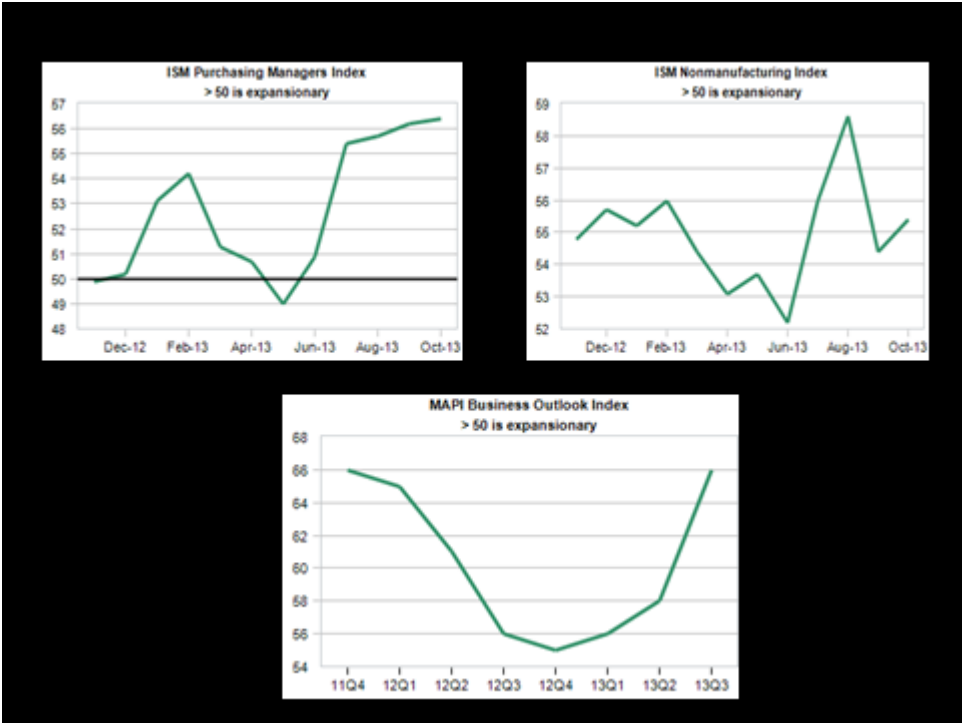 ISM Purchasing Managers Index
> 50 is expansionary
57
56
55
54
53
52
51
50
49
48
Dec-12 Feb-13 Apr-13 Jun-13 Aug-13 Oct-13
ISM Nonmanufacturing Index
> 50 is expansionary
59
58
57
56
55
54
53
52
Dec-12 Feb-13 Apr-13 Jun-13 Aug-13 Oct-13
MAPI Business Outlook Index
> 50 is expansionary
68
66
64
62
60
58
56
54
11Q4 12Q1 12Q2 12Q3 12Q4 13Q1 13Q2 13Q3